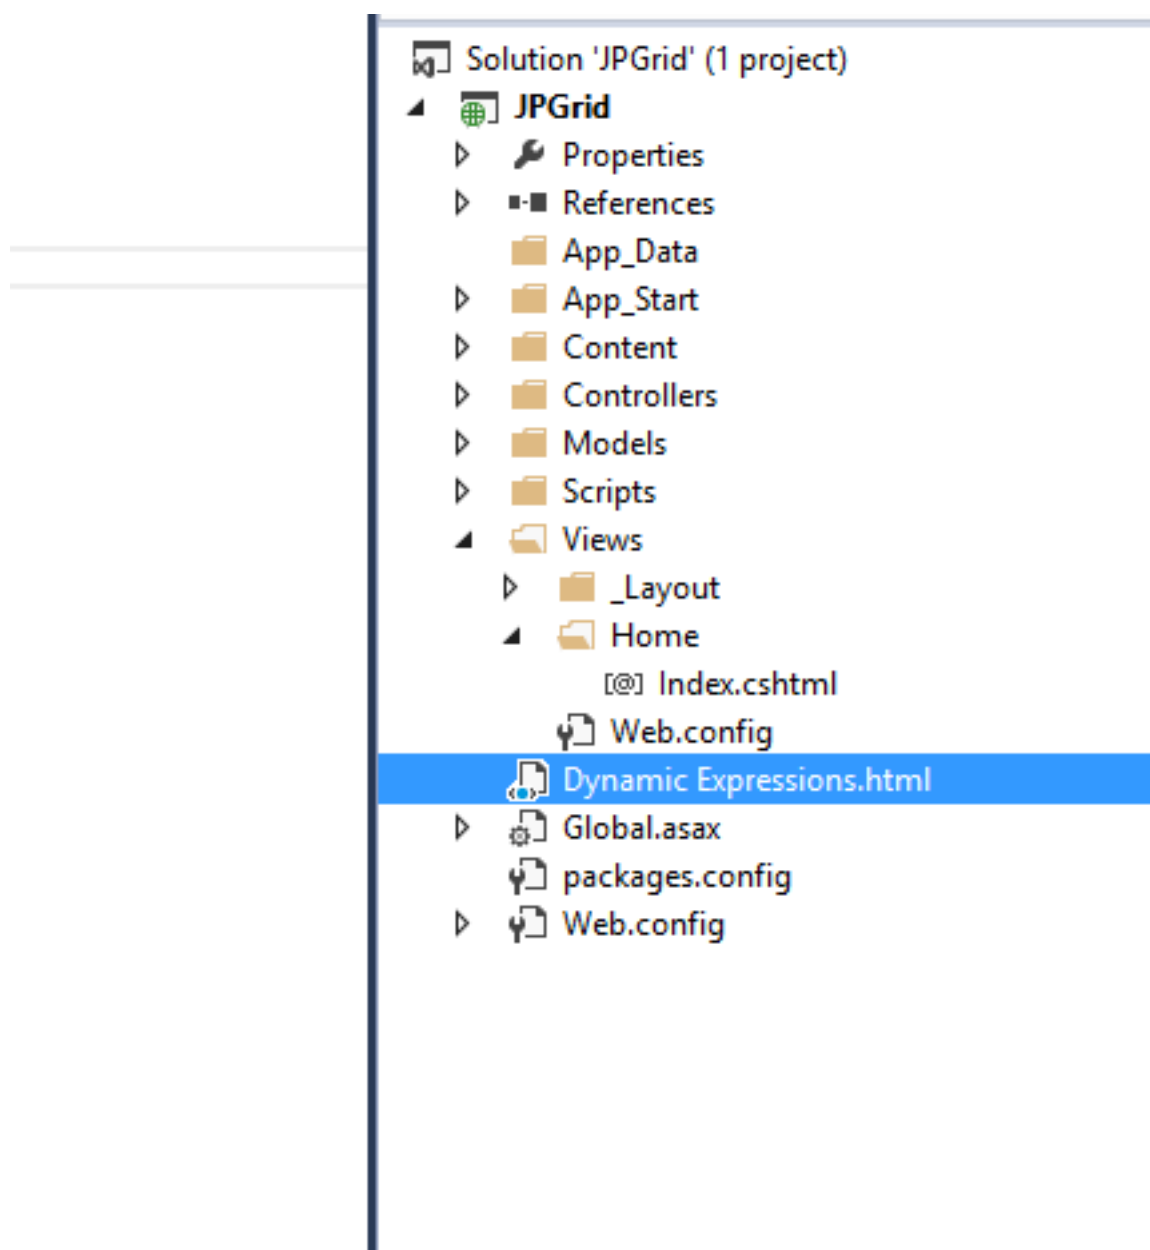 Solution 'JPGrid' (1 project)
JPGrid
Properties
References
App_Data
App_Start
Content
Controllers
Models
Scripts
Views
_Layout
Home
[@] Index.cshtml
Web.config
Dynamic Expressions.html
Global.asax
packages.config
Web.config